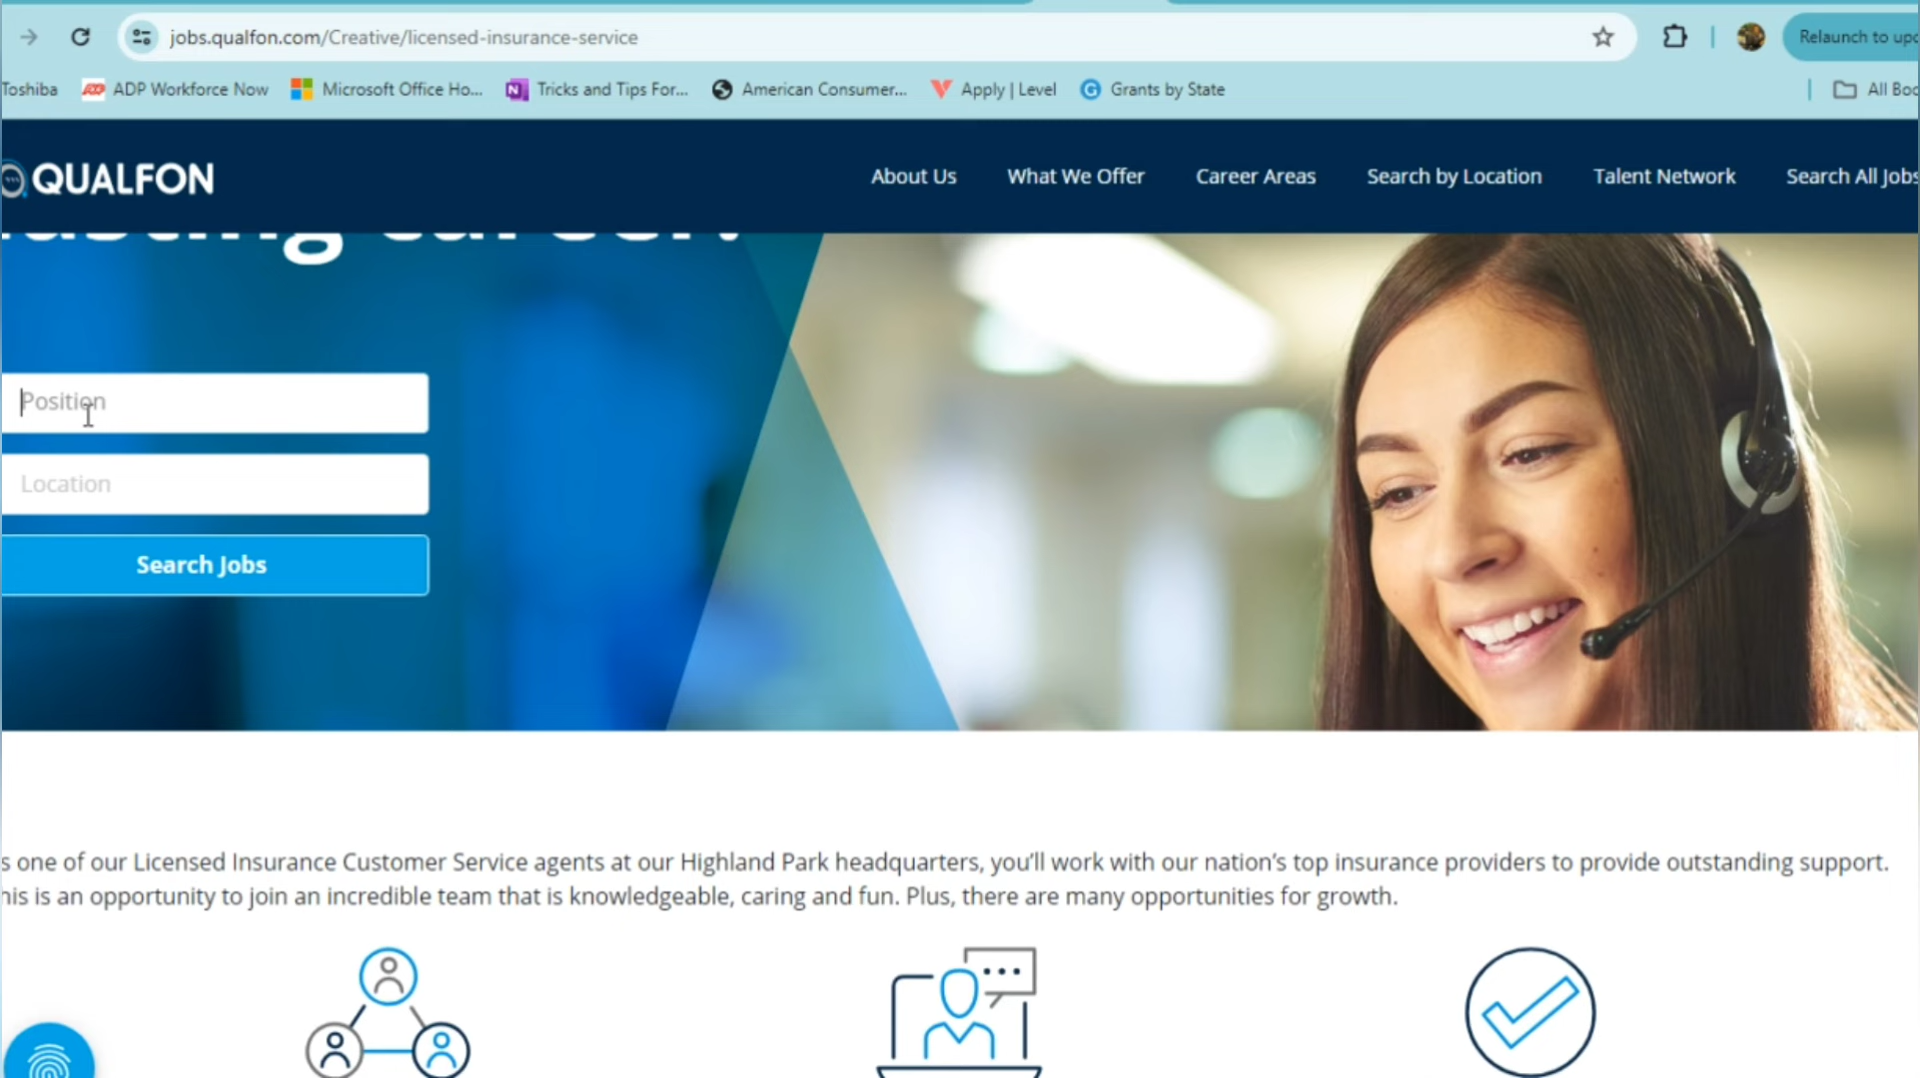 Relaunch to upd
jobs.qualfon.com/Creative/licensed-insurance-service
Toshiba ADP Workforce Now Microsoft Office Ho... Tricks and Tips For... American Consumer... Apply | Level Grants by State All Boo
QUALFON About Us What We Offer Career Areas Search by Location Talent Network Search All Jobs
lasting career.
Position
Location
Search Jobs
s one of our Licensed Insurance Customer Service agents at our Highland Park headquarters, you'll work with our nation's top insurance providers to provide outstanding support.
his is an opportunity to join an incredible team that is knowledgeable, caring and fun. Plus, there are many opportunities for growth.